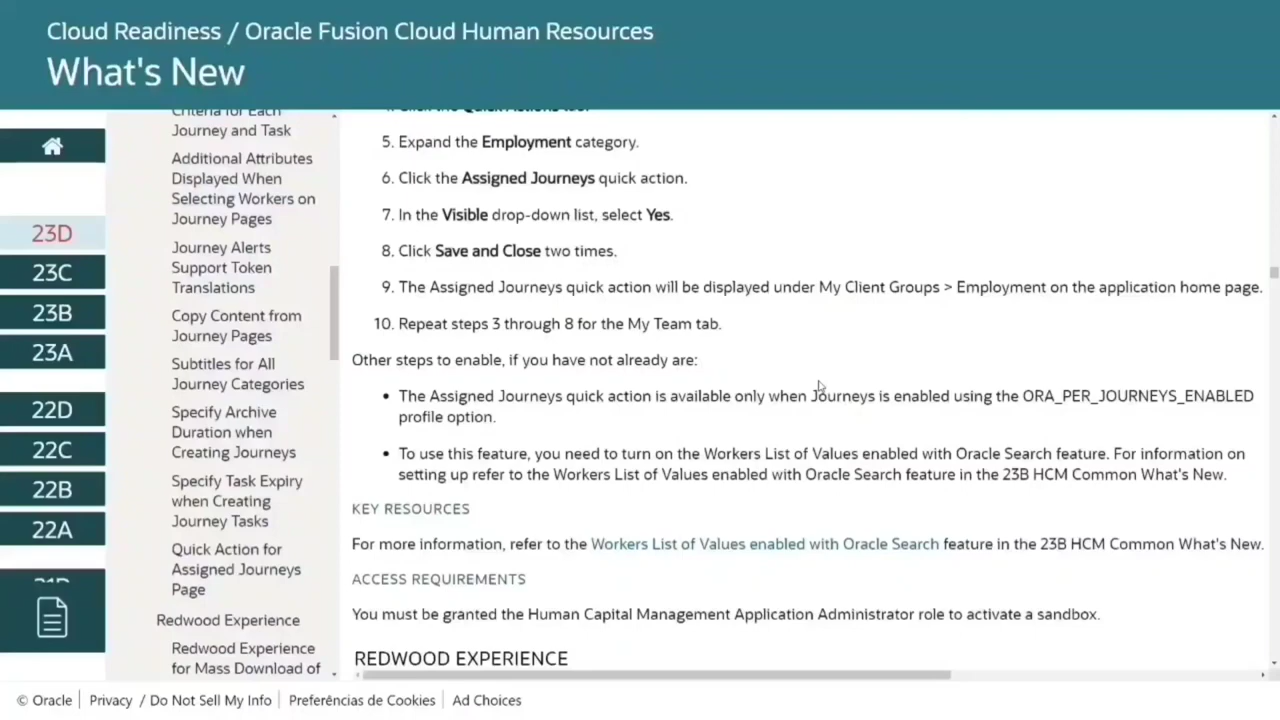 Cloud Readiness / Oracle Fusion Cloud Human Resources
What's New
23D
23C
23B
23A
22D
22C
22B
22A
Criteria for Each
Journey and Task
Additional Attributes
Displayed When
Selecting Workers on
Journey Pages
Journey Alerts
Support Token
Translations
Copy Content from
Journey Pages
Subtitles for All
Journey Categories
Specify Archive
Duration when
Creating Journeys
Specify Task Expiry
when Creating
Journey Tasks
Quick Action for
Assigned Journeys
Page
Redwood Experience
Redwood Experience
for Mass Download of
4. Click the Quick Actions tab.
5. Expand the Employment category.
6. Click the Assigned Journeys quick action.
7. In the Visible drop-down list, select Yes.
8. Click Save and Close two times.
9. The Assigned Journeys quick action will be displayed under My Client Groups > Employment on the application home page.
10. Repeat steps 3 through 8 for the My Team tab.
Other steps to enable, if you have not already are:
• The Assigned Journeys quick action is available only when Journeys is enabled using the ORA_PER_JOURNEYS_ENABLED
profile option.
• To use this feature, you need to turn on the Workers List of Values enabled with Oracle Search feature. For information on
setting up refer to the Workers List of Values enabled with Oracle Search feature in the 23B HCM Common What's New.
KEY RESOURCES
For more information, refer to the Workers List of Values enabled with Oracle Search feature in the 23B HCM Common What's New.
ACCESS REQUIREMENTS
You must be granted the Human Capital Management Application Administrator role to activate a sandbox.
REDWOOD EXPERIENCE
© Oracle | Privacy / Do Not Sell My Info | Preferências de Cookies | Ad Choices